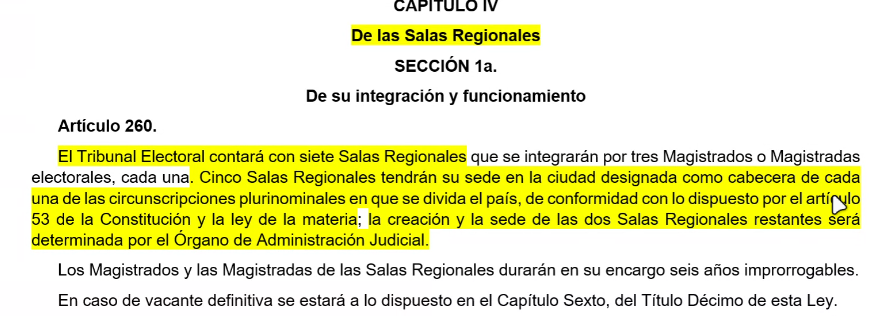 CAPÍTULO IV
De las Salas Regionales
SECCIÓN 1a.
De su integración y funcionamiento
Artículo 260.
El Tribunal Electoral contará con siete Salas Regionales que se integrarán por tres Magistrados o Magistradas
electorales, cada una. Cinco Salas Regionales tendrán su sede en la ciudad designada como cabecera de cada
una de las circunscripciones plurinominales en que se divida el país, de conformidad con lo dispuesto por el artículo
53 de la Constitución y la ley de la materia; la creación y la sede de las dos Salas Regionales restantes será
determinada por el Órgano de Administración Judicial.
Los Magistrados y las Magistradas de las Salas Regionales durarán en su encargo seis años improrrogables.
En caso de vacante definitiva se estará a lo dispuesto en el Capítulo Sexto, del Título Décimo de esta Ley.